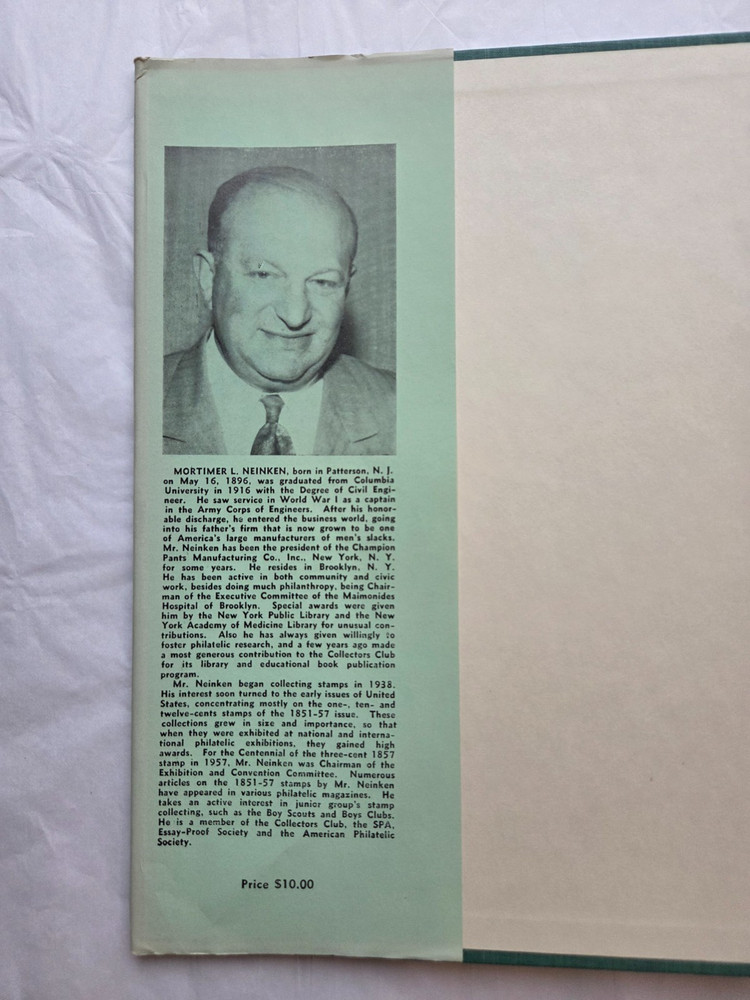 MORTIMER L. NEINKEN, born in Patterson, N. J.
on May 16, 1896, was graduated from Columbia
University in 1916 with the Degree of Civil Engi-
neer. He saw service in World War I as a captain
in the Army Corps of Engineers. After his honor-
able discharge, he entered the business world, going
into his father's firm that is now grown to be one
of America's large manufacturers of men's slacks.
Mr. Neinken has been the president of the Champion
Pants Manufacturing Co., Inc., New York, N. Y.
for some years. He resides in Brooklyn, N. Y.
He has been active in both community and civic
work, besides doing much philanthropy, being Chair-
man of the Executive Committee of the Maimonides
Hospital of Brooklyn. Special awards were given
him by the New York Public Library and the New
York Academy of Medicine Library for unusual con-
tributions. Also he has always given willingly to
foster philatelic research, and a few years ago made
a most generous contribution to the Collectors Club
for its library and educational book publication
program.
Mr. Neinken began collecting stamps in 1938.
His interest soon turned to the early issues of United
States, concentrating mostly on the one-, ten- and
twelve-cents stamps of the 1851-57 issue. These
collections grew in size and importance, so that
when they were exhibited at national and interna-
tional philatelic exhibitions, they gained high
awards. For the Centennial of the three-cent 1857
stamp in 1957, Mr. Neinken was Chairman of the
Exhibition and Convention Committee. Numerous
articles on the 1851-57 stamps by Mr. Neinken
have appeared in various philatelic magazines. He
takes an active interest in junior group's stamp
collecting, such as the Boy Scouts and Boys Clubs.
He is a member of the Collectors Club, the SPA,
Essay-Proof Society and the American Philatelic
Society.
Price $10.00